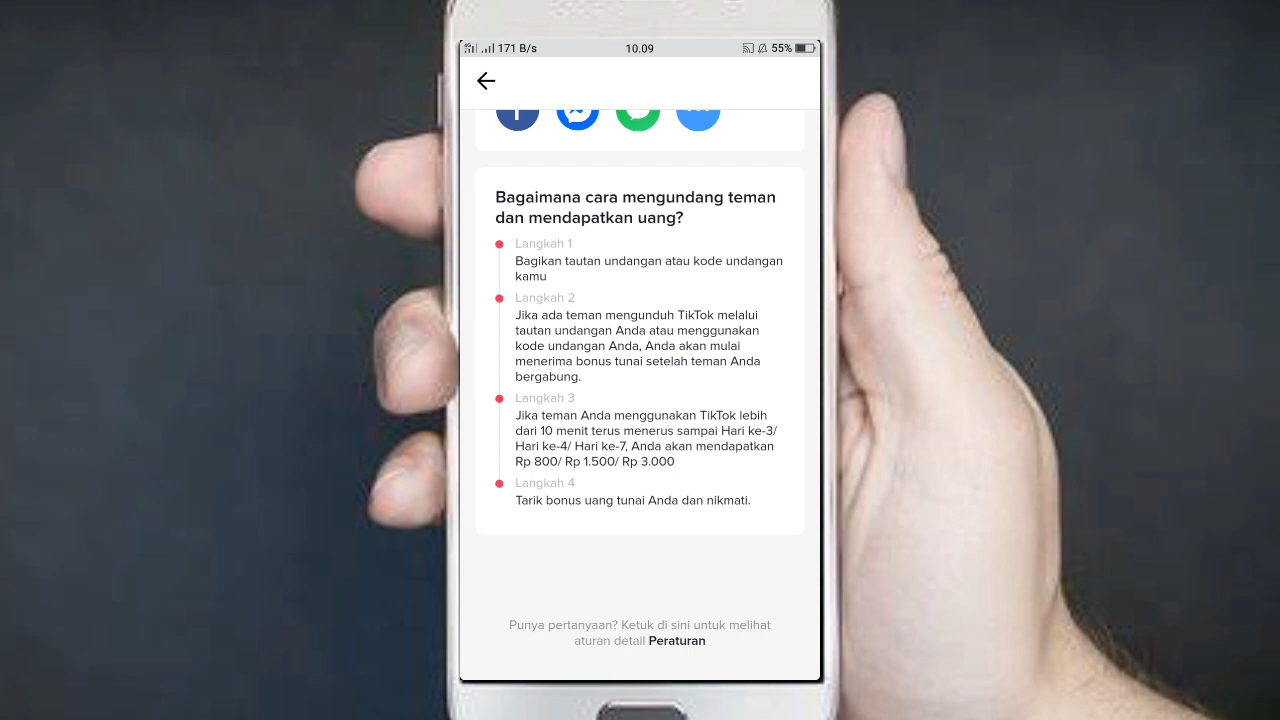 171 B/s
10.09
55%
Bagaimana cara mengundang teman
dan mendapatkan uang?
Langkah 1
Bagikan tautan undangan atau kode undangan
kamu
Langkah 2
Jika ada teman mengunduh TikTok melalui
tautan undangan Anda atau menggunakan
kode undangan Anda, Anda akan mulai
menerima bonus tunai setelah teman Anda
bergabung.
Langkah 3
Jika teman Anda menggunakan TikTok lebih
dari 10 menit terus menerus sampai Hari ke-3/
Hari ke-4/ Hari ke-7, Anda akan mendapatkan
Rp 800/ Rp 1.500/ Rp 3.000
Langkah 4
Tarik bonus uang tunai Anda dan nikmati.
Punya pertanyaan? Ketuk di sini untuk melihat
aturan detail Peraturan